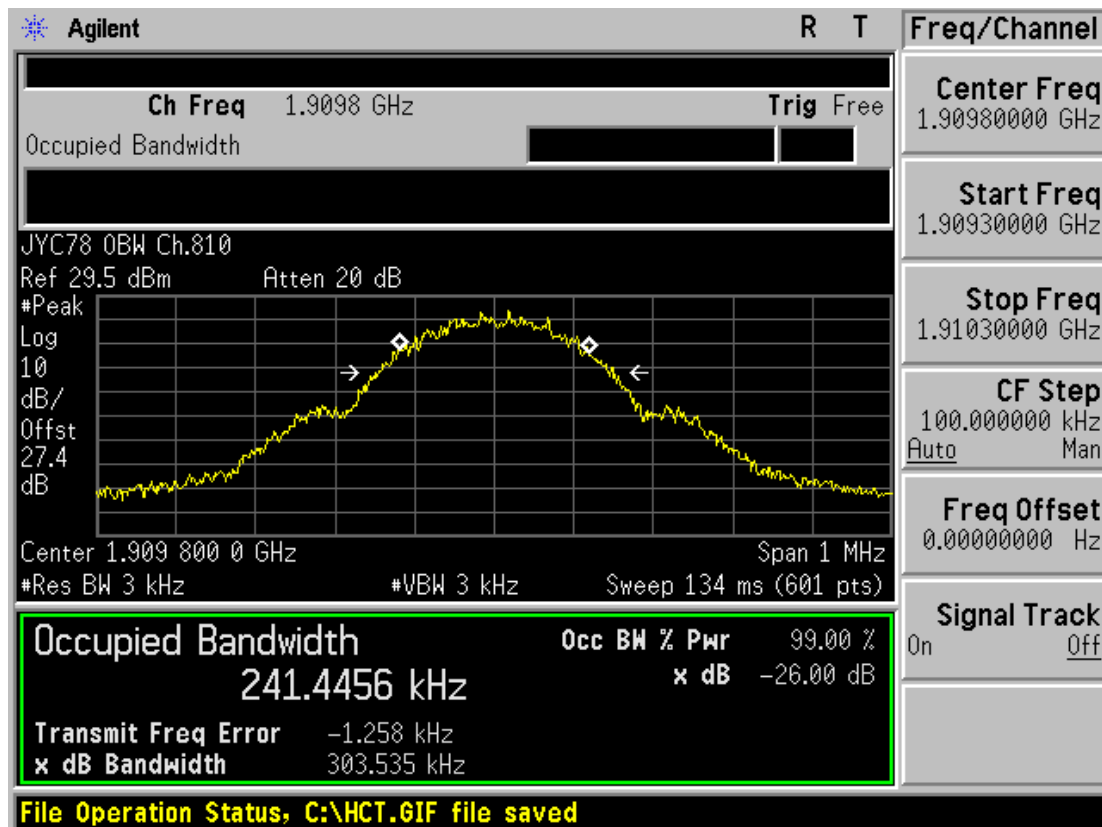 Agilent R T
Freq/Channel
Ch Freq 1.9098 GHz Trig Free
Occupied Bandwidth
JYC78 OBW Ch.810
Ref 29.5 dBm Atten 20 dB
#Peak
Log
10
dB/
Offst
27.4
dB
Center 1.909 800 0 GHz Span 1 MHz
#Res BW 3 kHz #VBW 3 kHz Sweep 134 ms (601 pts)
Occupied Bandwidth
241.4456 kHz
Occ BW % Pwr 99.00 %
x dB -26.00 dB
Transmit Freq Error -1.258 kHz
x dB Bandwidth 303.535 kHz
Center Freq
1.90980000 GHz
Start Freq
1.90930000 GHz
Stop Freq
1.91030000 GHz
CF Step
100.000000 kHz
Auto Man
Freq Offset
0.00000000 Hz
Signal Track
On Off
File Operation Status, C:\HCT.GIF file saved